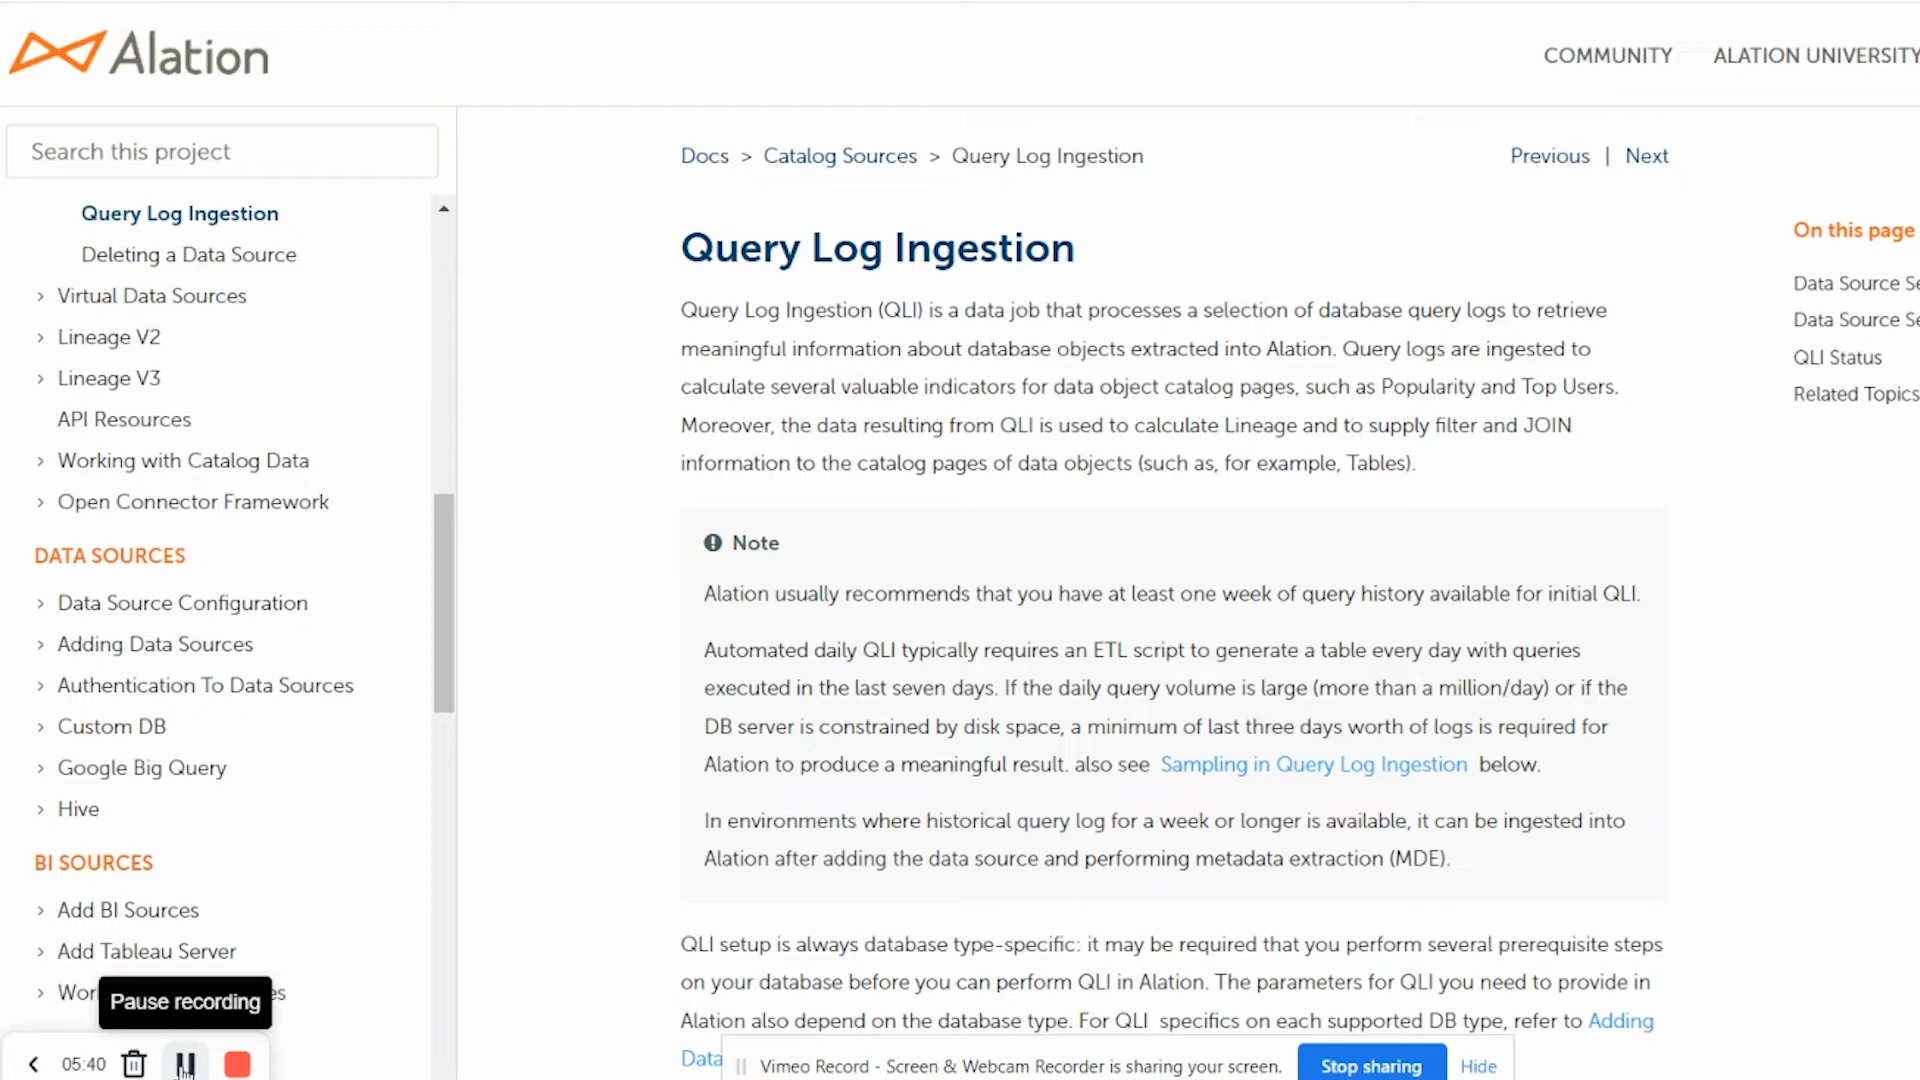 Alation
COMMUNITY
ALATION UNIVERSITY
Search this project
Query Log Ingestion
Deleting a Data Source
Virtual Data Sources
Lineage V2
Lineage V3
API Resources
Working with Catalog Data
Open Connector Framework
DATA SOURCES
Data Source Configuration
Adding Data Sources
Authentication To Data Sources
Custom DB
Google Big Query
Hive
BI SOURCES
Add BI Sources
Add Tableau Server
Pause recording
05:40
Docs > Catalog Sources > Query Log Ingestion
Previous | Next
Query Log Ingestion
Query Log Ingestion (QLI) is a data job that processes a selection of database query logs to retrieve
meaningful information about database objects extracted into Alation. Query logs are ingested to
calculate several valuable indicators for data object catalog pages, such as Popularity and Top Users.
Moreover, the data resulting from QLI is used to calculate Lineage and to supply filter and JOIN
information to the catalog pages of data objects (such as, for example, Tables).
Note
Alation usually recommends that you have at least one week of query history available for initial QLI.
Automated daily QLI typically requires an ETL script to generate a table every day with queries
executed in the last seven days. If the daily query volume is large (more than a million/day) or if the
DB server is constrained by disk space, a minimum of last three days worth of logs is required for
Alation to produce a meaningful result. also see Sampling in Query Log Ingestion below.
In environments where historical query log for a week or longer is available, it can be ingested into
Alation after adding the data source and performing metadata extraction (MDE).
QLI setup is always database type-specific: it may be required that you perform several prerequisite steps
on your database before you can perform QLI in Alation. The parameters for QLI you need to provide in
Alation also depend on the database type. For QLI specifics on each supported DB type, refer to Adding
Data
Vimeo Record - Screen & Webcam Recorder is sharing your screen.
Stop sharing
Hide
On this page
Data Source Se
Data Source Se
QLI Status
Related Topics